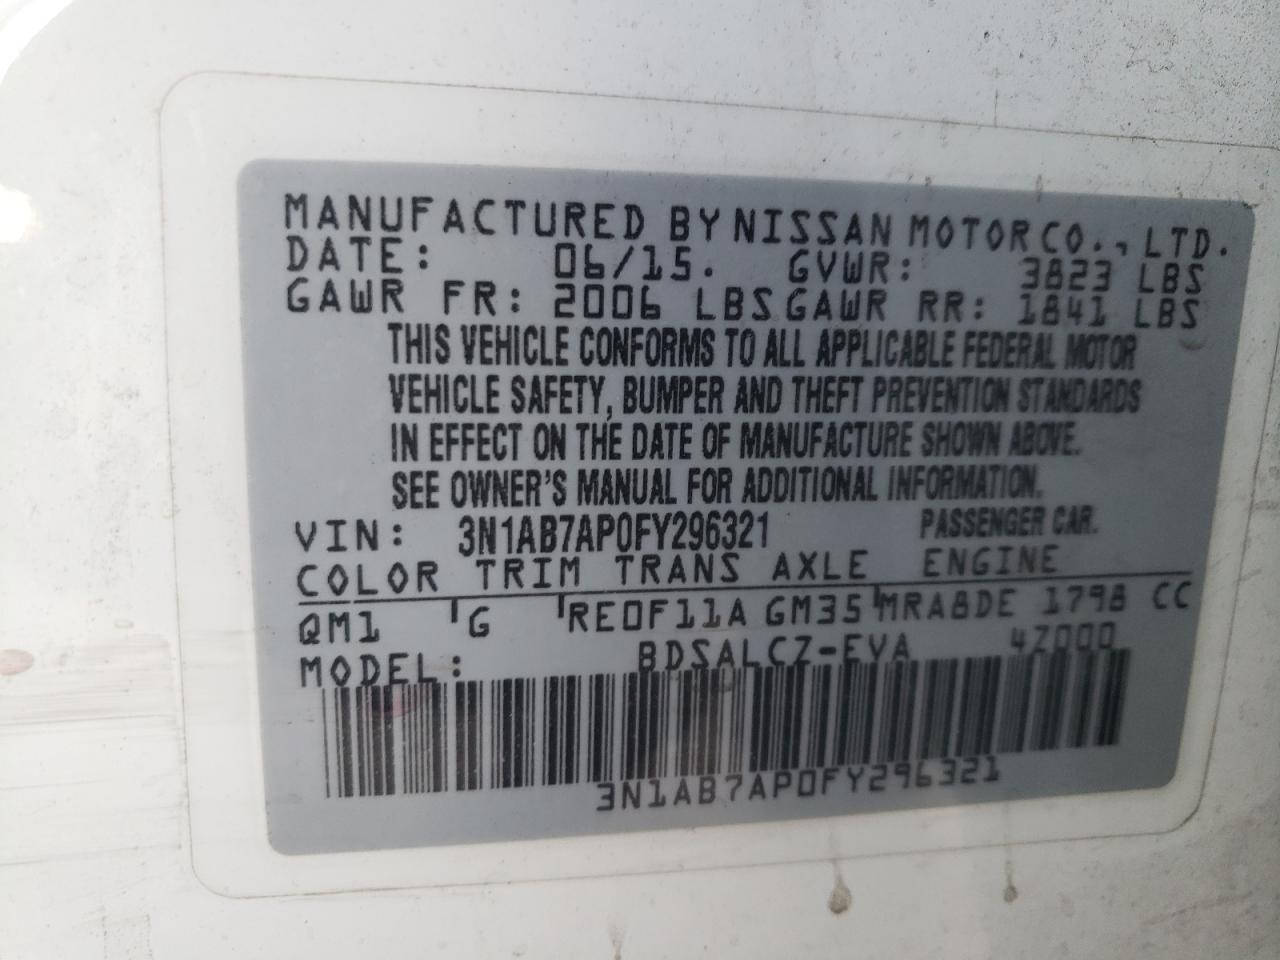 MANUFACTURED BY NISSAN MOTOR CO., LTD.
DATE: 06/15. GVWR: 3823 LBS
GAWR FR: 2006 LBS GAWR RR: 1841 LBS
THIS VEHICLE CONFORMS TO ALL APPLICABLE FEDERAL MOTOR
VEHICLE SAFETY, BUMPER AND THEFT PREVENTION STANDARDS
IN EFFECT ON THE DATE OF MANUFACTURE SHOWN ABOVE.
SEE OWNER'S MANUAL FOR ADDITIONAL INFORMATION.
VIN: 3N1AB7AP0FY296321 PASSENGER CAR.
COLOR TRIM TRANS AXLE ENGINE
QM1 G RE0F11A GM35 MRA8DE 1798 CC
MODEL: BDSALCZ-EVA 4Z000
3N1AB7AP0FY296321